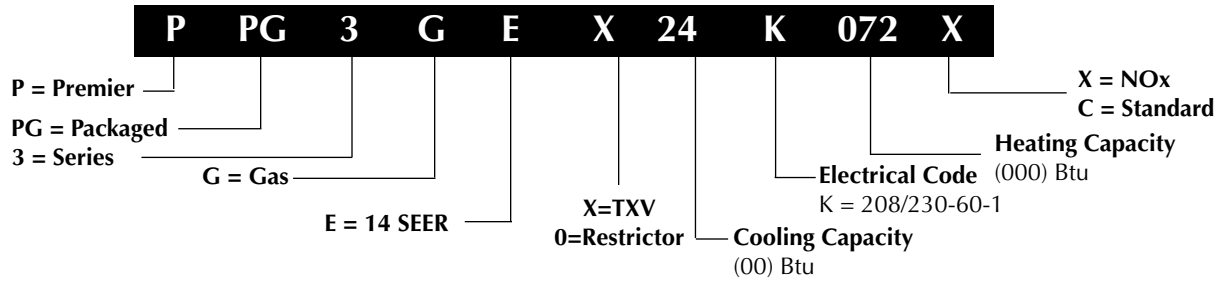 P PG 3 G E X 24 K 072 X
P = Premier
PG = Packaged
3 = Series
G = Gas
E = 14 SEER
X=TXV
0=Restrictor
Cooling Capacity
(00) Btu
Electrical Code
K = 208/230-60-1
Heating Capacity
(000) Btu
X = NOx
C = Standard